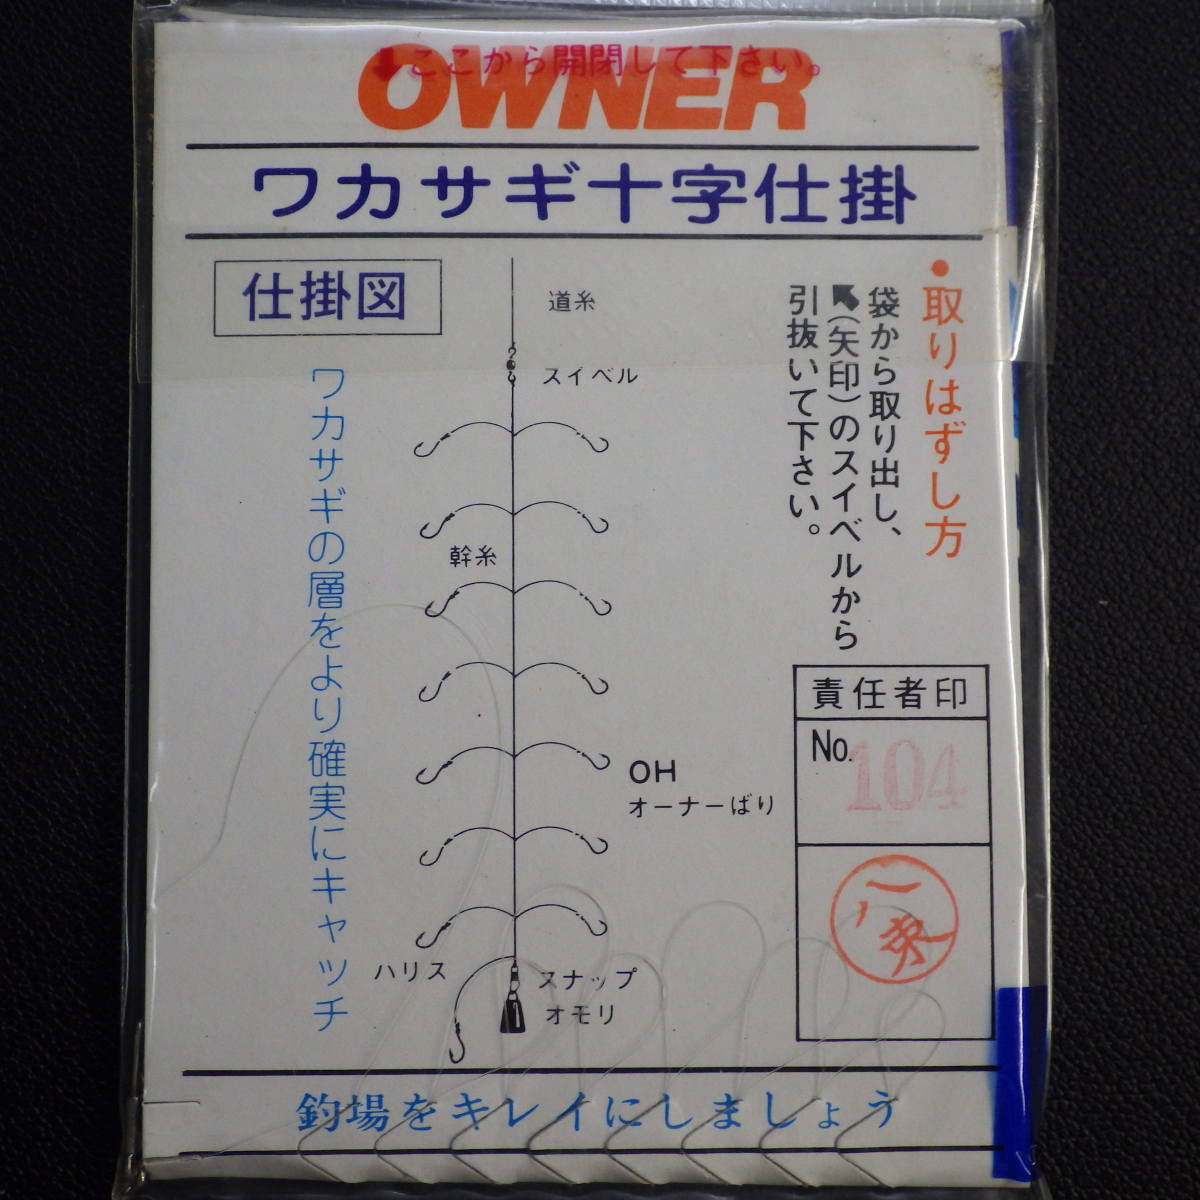 ↓ここから開閉して下さい。
OWNER
ワカサギ十字仕掛
仕掛図
●取りはずし方
袋から取り出し、
↖(矢印)のスイベルから
引抜いて下さい。
ワカサギの層をより確実にキャッチ
道糸
スイベル
幹糸
OH
オーナーばり
ハリス
スナップ
オモリ
責任者印
No.
104
釣場をキレイにしましょう